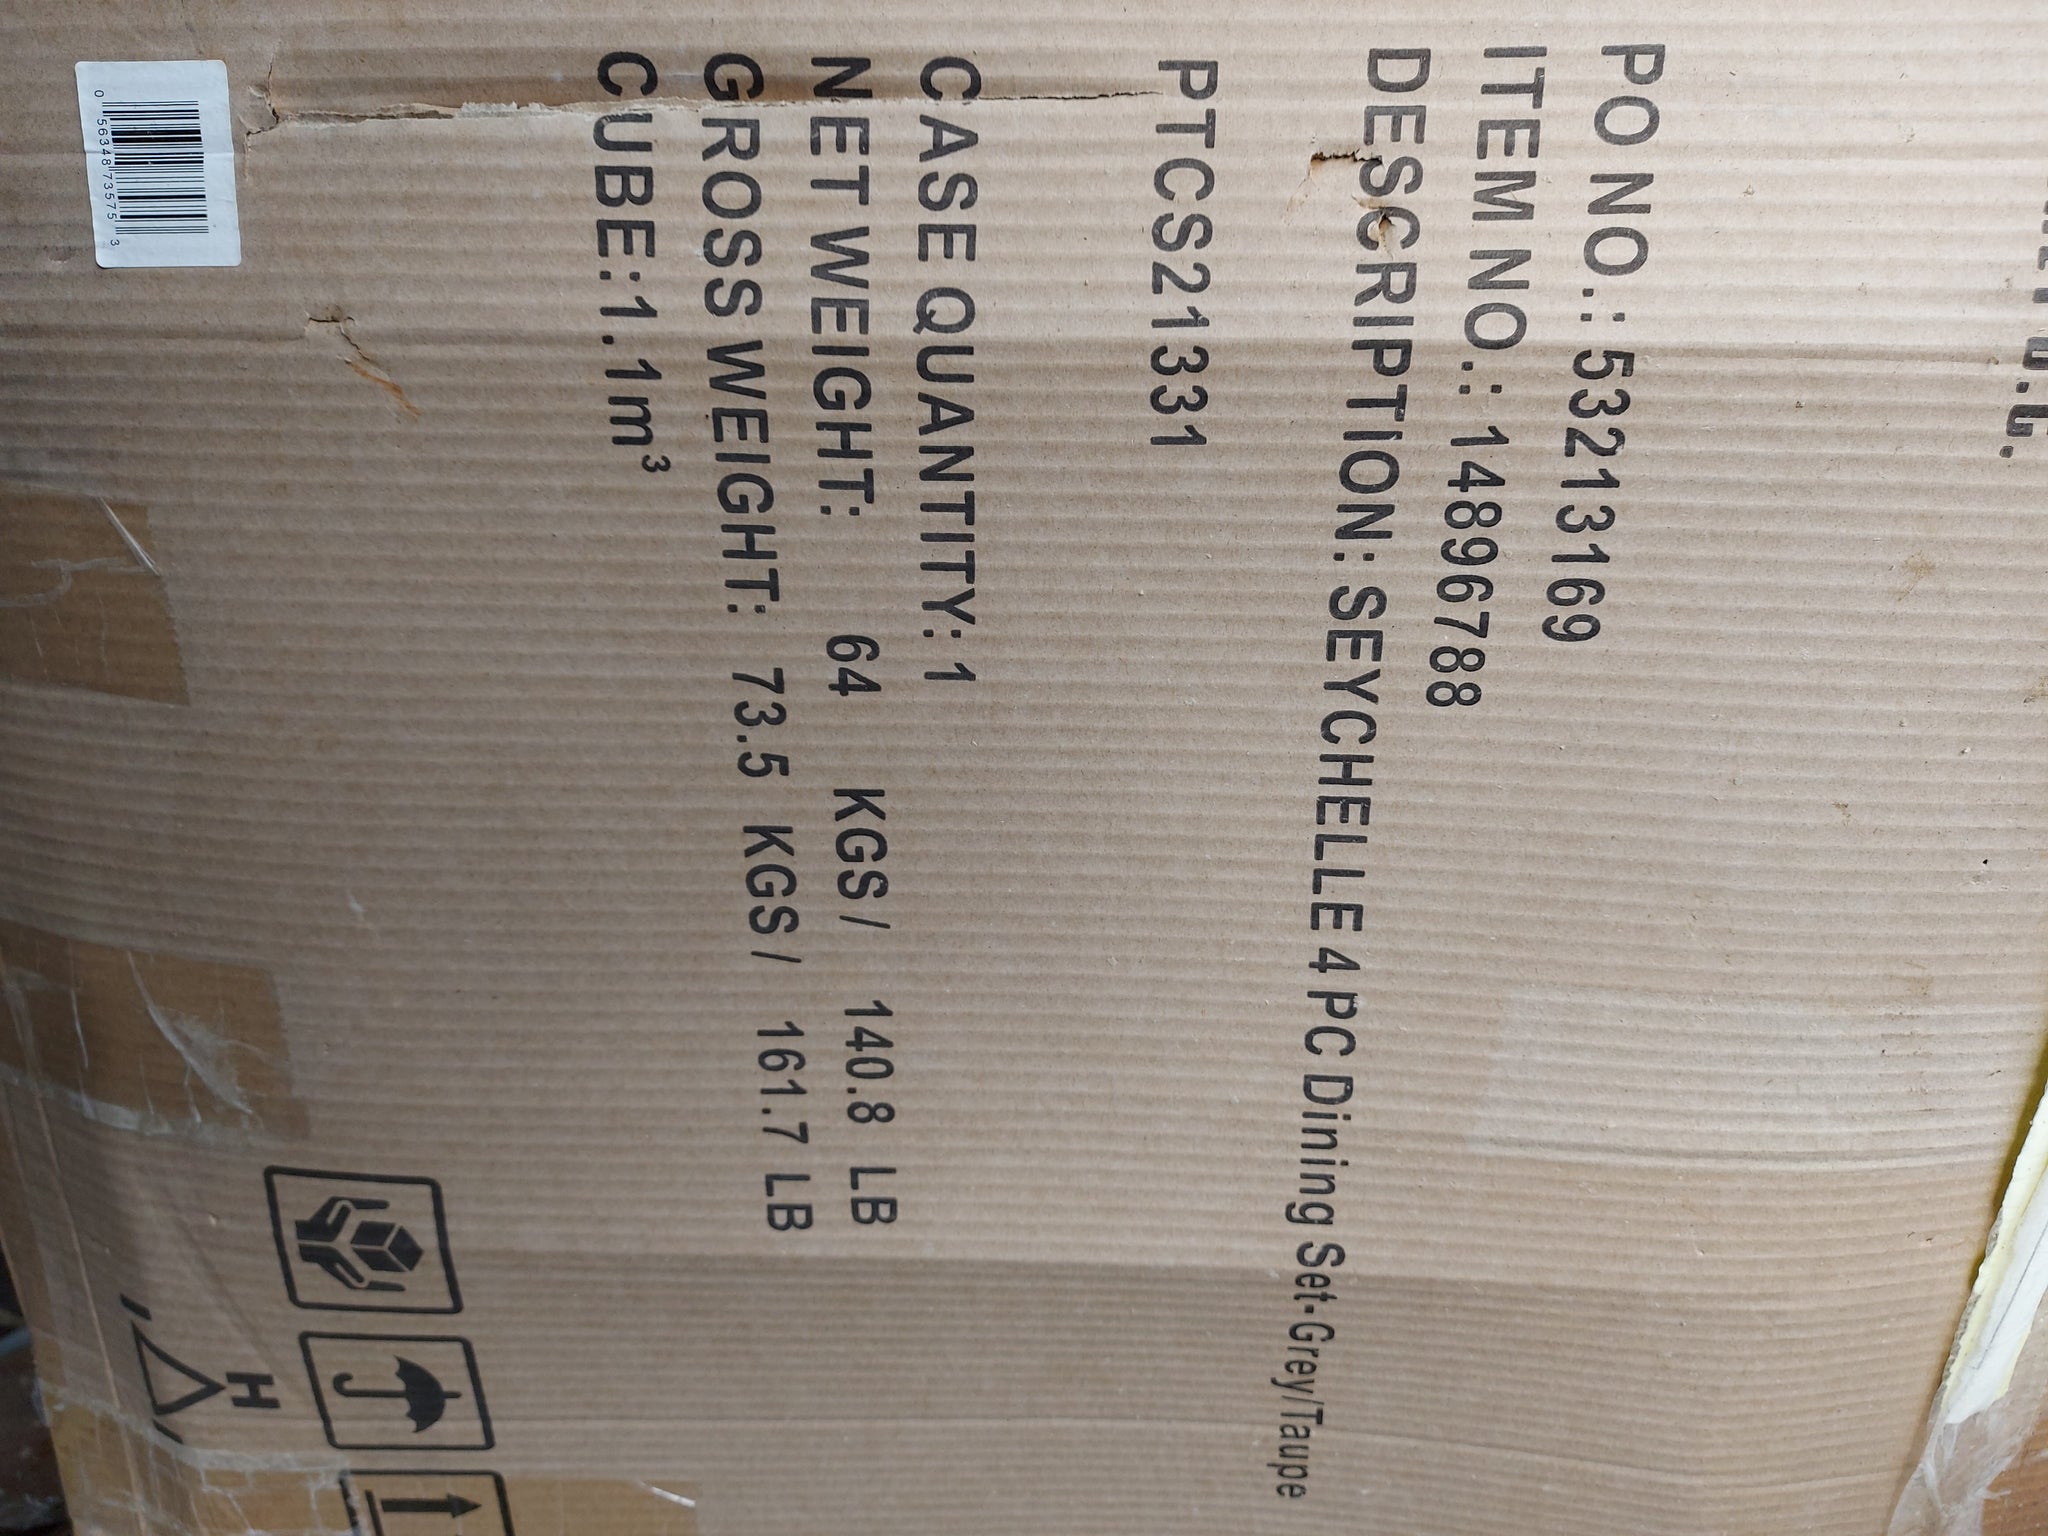 PO NO.: 53213169
ITEM NO.: 14896788
DESCRIPTION: SEYCHELLE 4 PC Dining Set-Grey/Taupe
PTCS21331
CASE QUANTITY: 1
NET WEIGHT: 64 KGS / 140.8 LB
GROSS WEIGHT: 73.5 KGS / 161.7 LB
CUBE:1.1m³
0 56348 73575 3
H